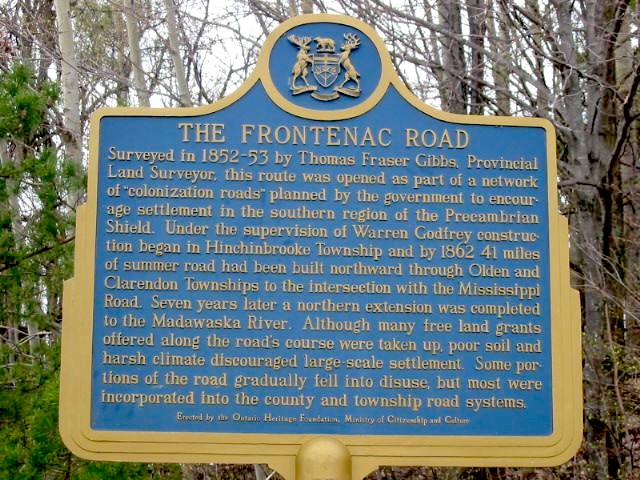 THE FRONTENAC ROAD
Surveyed in 1852-53 by Thomas Fraser Gibbs, Provincial
Land Surveyor, this route was opened as part of a network
of "colonization roads" planned by the government to encour-
age settlement in the southern region of the Precambrian
Shield. Under the supervision of Warren Godfrey construc-
tion began in Hinchinbrooke Township and by 1862 41 miles
of summer road had been built northward through Olden and
Clarendon Townships to the intersection with the Mississippi
Road. Seven years later a northern extension was completed
to the Madawaska River. Although many free land grants
offered along the road's course were taken up, poor soil and
harsh climate discouraged large-scale settlement. Some por-
tions of the road gradually fell into disuse, but most were
incorporated into the county and township road systems.
Erected by the Ontario Heritage Foundation, Ministry of Citizenship and Culture